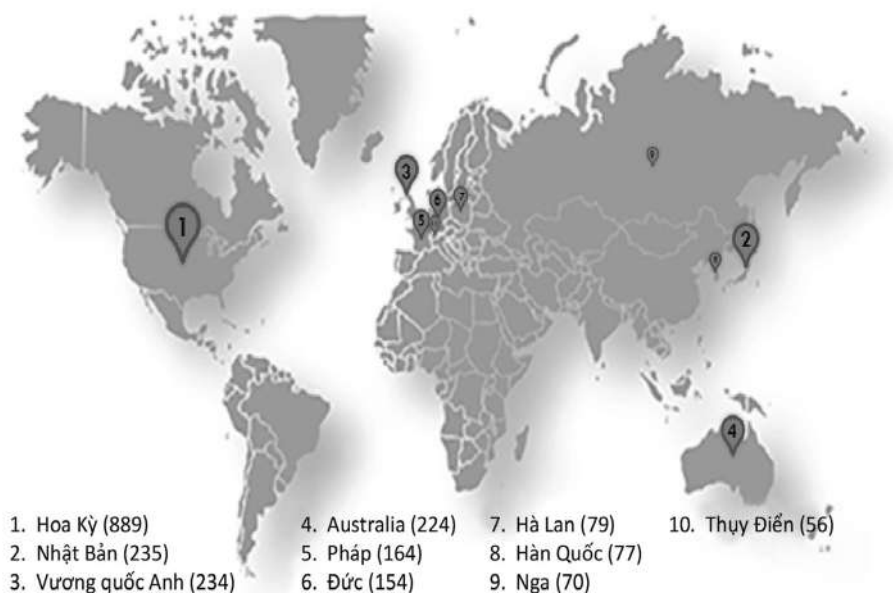 3
9
6
7
5
1
2
4
1. Hoa Kỳ (889)
2. Nhật Bản (235)
3. Vương quốc Anh (234)
4. Australia (224)
5. Pháp (164)
6. Đức (154)
7. Hà Lan (79)
8. Hàn Quốc (77)
9. Nga (70)
10. Thụy Điển (56)